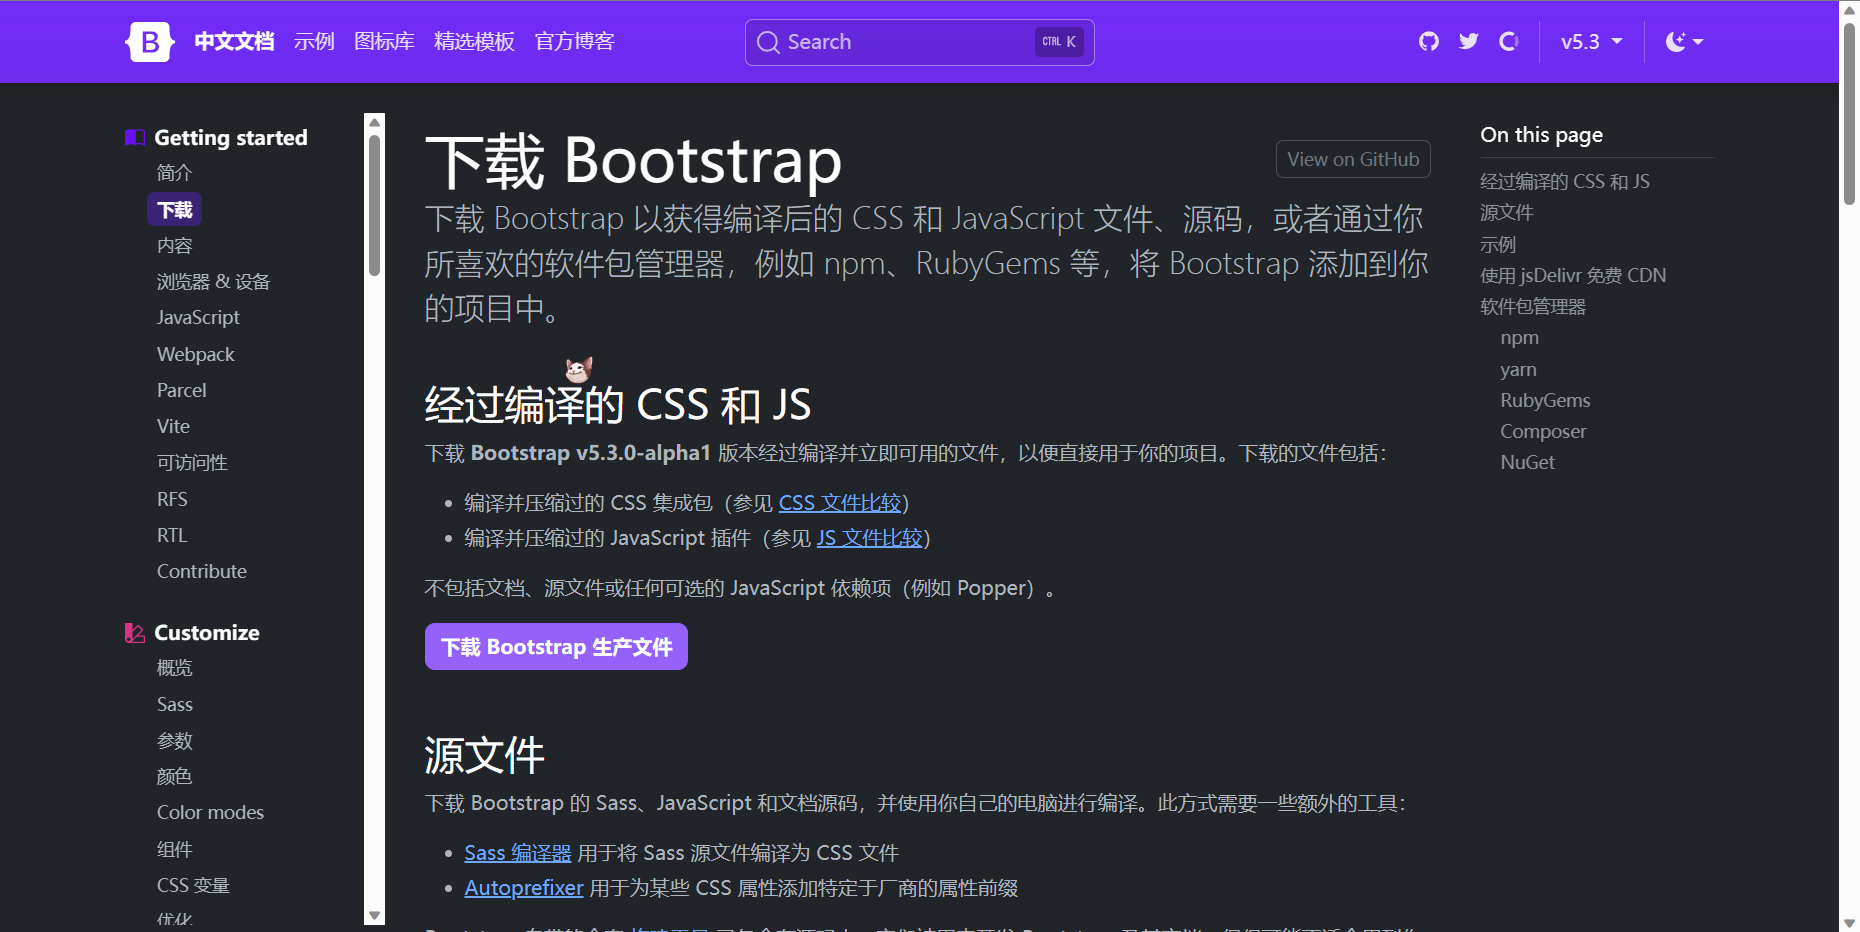 B 中文文档 示例 图标库 精选模板 官方博客 Search CTRL K v5.3
Getting started
简介
下载
内容
浏览器 & 设备
JavaScript
Webpack
Parcel
Vite
可访问性
RFS
RTL
Contribute
Customize
概览
Sass
参数
颜色
Color modes
组件
CSS 变量
优化
下载 Bootstrap
View on GitHub
下载 Bootstrap 以获得编译后的 CSS 和 JavaScript 文件、源码，或者通过你
所喜欢的软件包管理器，例如 npm、RubyGems 等，将 Bootstrap 添加到你
的项目中。
经过编译的 CSS 和 JS
下载 Bootstrap v5.3.0-alpha1 版本经过编译并立即可用的文件，以便直接用于你的项目。下载的文件包括：
编译并压缩过的 CSS 集成包（参见 CSS 文件比较）
编译并压缩过的 JavaScript 插件（参见 JS 文件比较）
不包括文档、源文件或任何可选的 JavaScript 依赖项（例如 Popper）。
下载 Bootstrap 生产文件
源文件
下载 Bootstrap 的 Sass、JavaScript 和文档源码，并使用你自己的电脑进行编译。此方式需要一些额外的工具：
Sass 编译器 用于将 Sass 源文件编译为 CSS 文件
Autoprefixer 用于为某些 CSS 属性添加特定于厂商的属性前缀
On this page
经过编译的 CSS 和 JS
源文件
示例
使用 jsDelivr 免费 CDN
软件包管理器
npm
yarn
RubyGems
Composer
NuGet